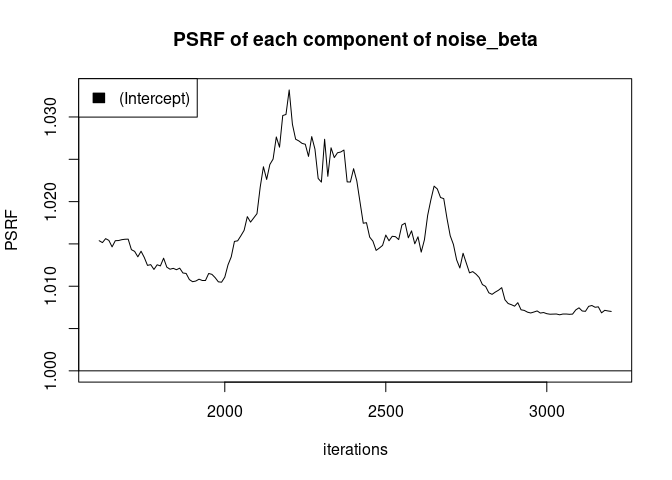 PSRF of each component of noise_beta
(Intercept)
PSRF
1.030
1.020
1.010
1.000
2000 2500 3000
iterations